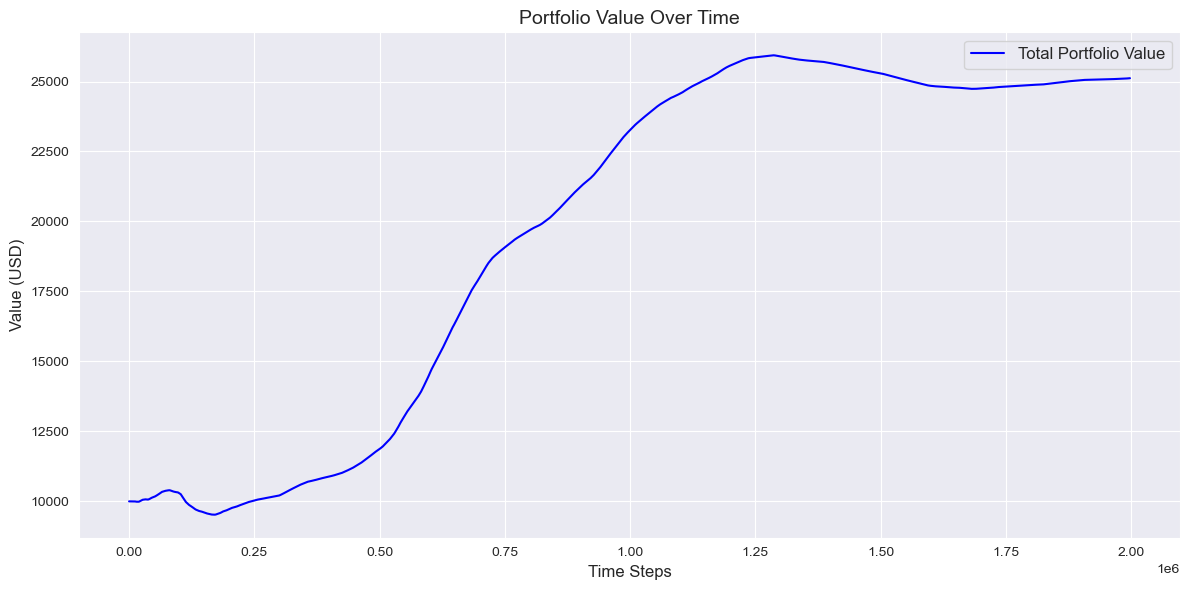 Portfolio Value Over Time
Total Portfolio Value
Value (USD)
25000
22500
20000
17500
15000
12500
10000
0.00 0.25 0.50 0.75 1.00 1.25 1.50 1.75 2.00
1e6
Time Steps